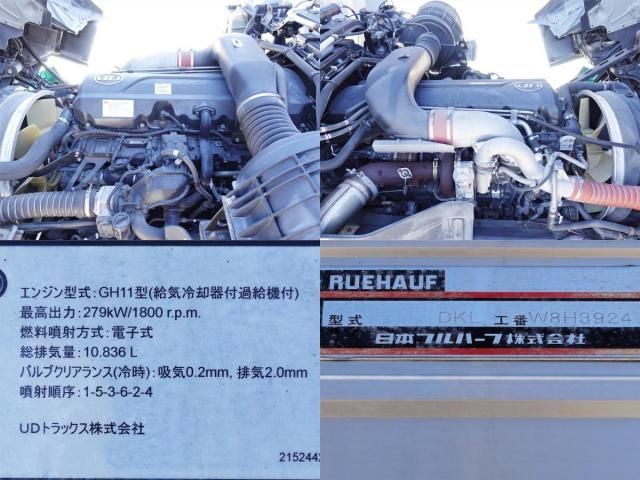 UD
UD
エンジン型式:GH11型(給気冷却器付過給機付)
最高出力:279kW/1800 r.p.m.
燃料噴射方式:電子式
総排気量:10.836 L
バルブクリアランス(冷時):吸気0.2mm, 排気2.0mm
噴射順序:1-5-3-6-2-4
UDトラックス株式会社
2152442
RUEHAUF
型式 DKL 工番 W8H3924
日本フルハーフ株式会社